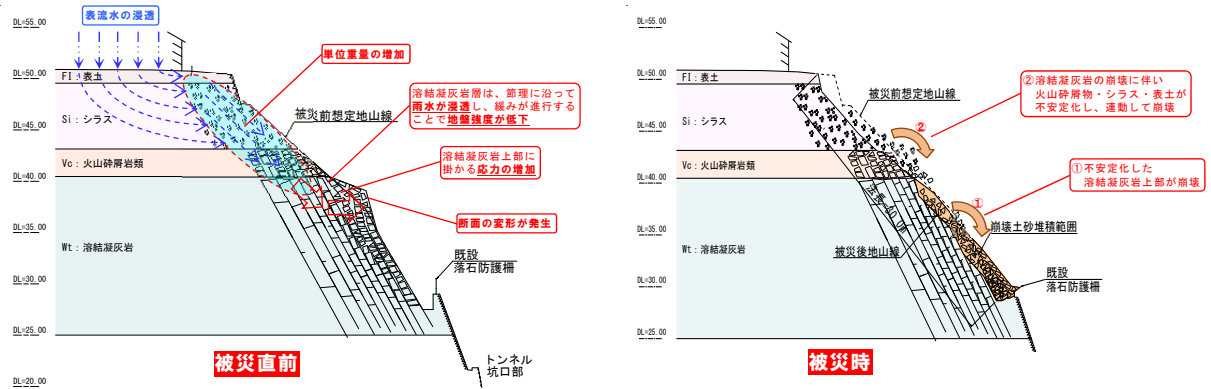 表流水の浸透
DL=55.00
DL=50.00
DL=45.00
DL=40.00
DL=35.00
DL=30.00
DL=25.00
DL=20.00
FI：表土
Si：シラス
Vc：火山砕屑岩類
Wt：溶結凝灰岩
単位重量の増加
被災前想定地山線
溶結凝灰岩層は、節理に沿って
雨水が浸透し、緩みが進行する
ことで地盤強度が低下
溶結凝灰岩上部に
掛かる応力の増加
断面の変形が発生
既設
落石防護柵
トンネル
坑口部
被災直前
DL=55.00
DL=50.00
DL=45.00
DL=40.00
DL=35.00
DL=30.00
DL=25.00
FI：表土
Si：シラス
Vc：火山砕屑岩類
Wt：溶結凝灰岩
被災前想定地山線
②溶結凝灰岩の崩壊に伴い
火山砕屑物・シラス・表土が
不安定化し、連動して崩壊
②
①不安定化した
溶結凝灰岩上部が崩壊
①
崩壊土砂堆積範囲
被災後地山線
既設
落石防護柵
被災時